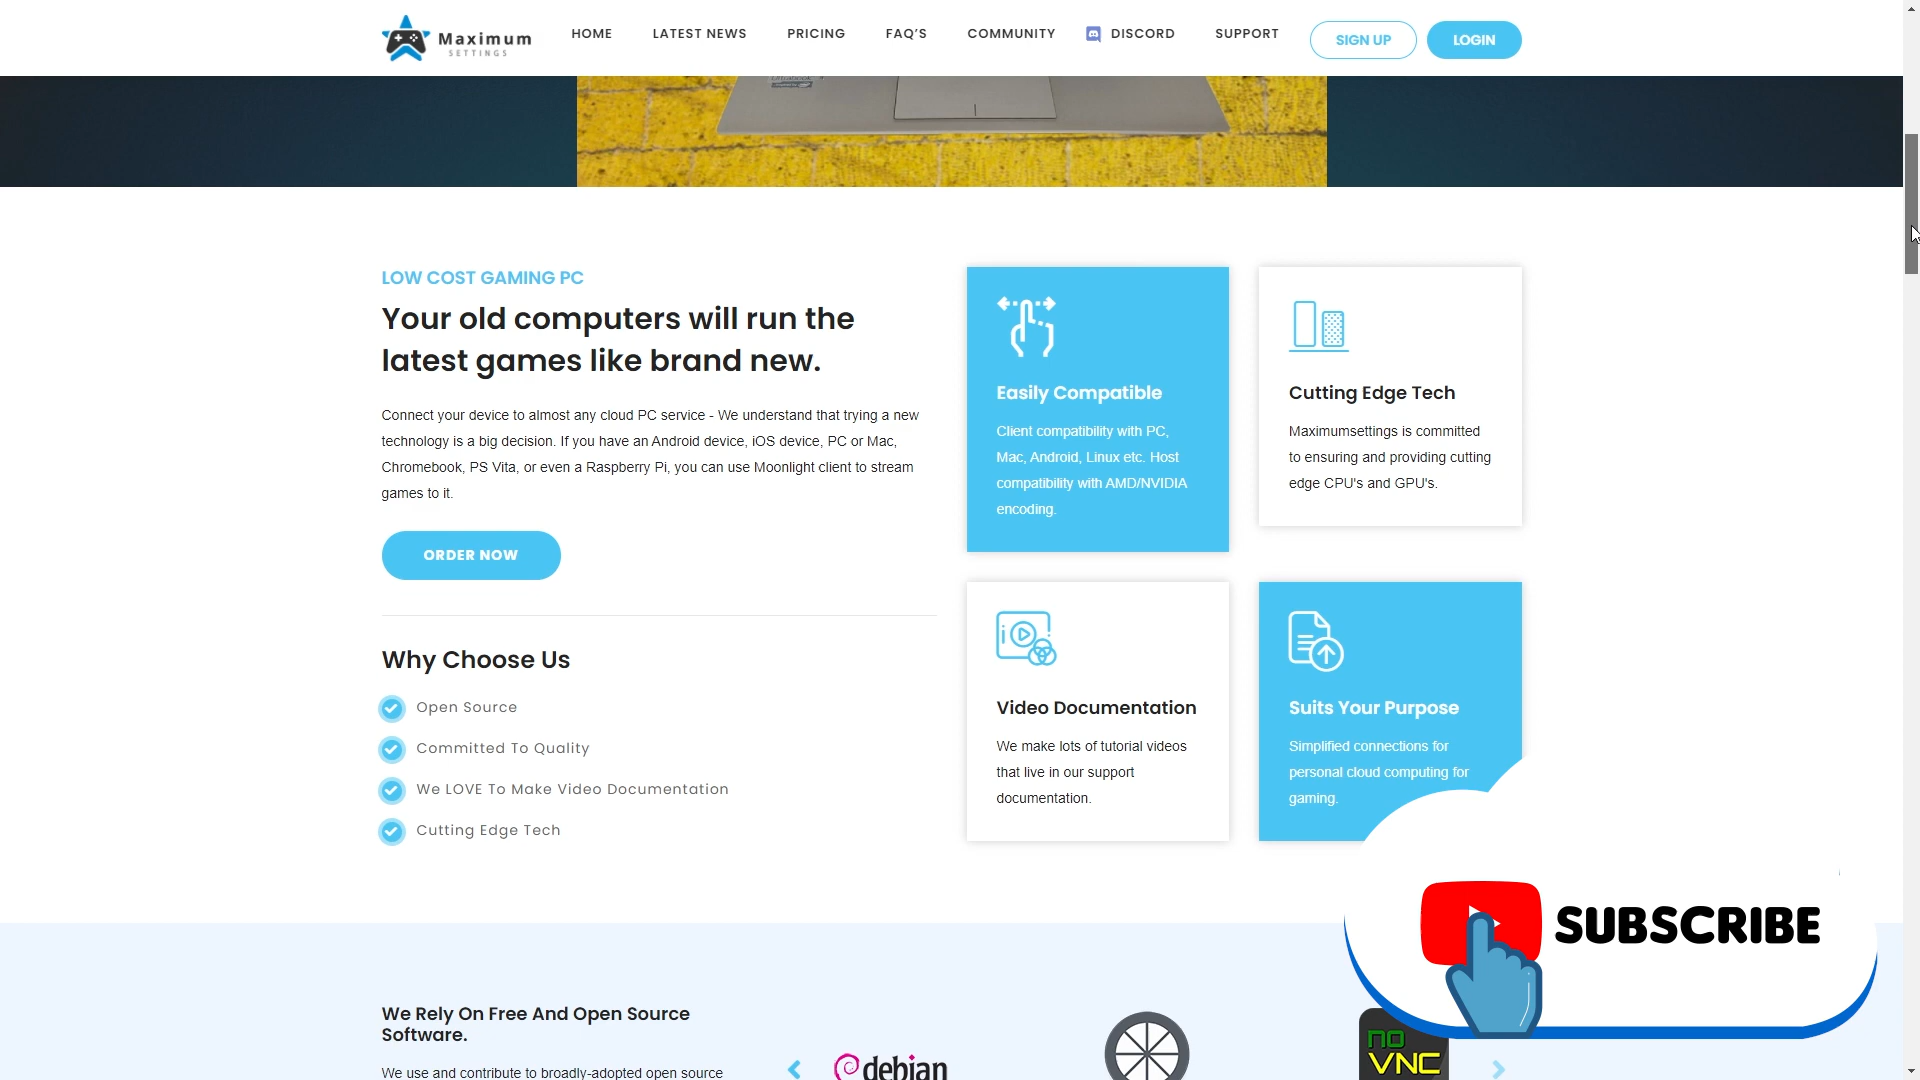 Maximum
SETTINGS
HOME
LATEST NEWS
PRICING
FAQ'S
COMMUNITY
DISCORD
SUPPORT
SIGN UP
LOGIN
LOW COST GAMING PC
Your old computers will run the
latest games like brand new.
Connect your device to almost any cloud PC service - We understand that trying a new
technology is a big decision. If you have an Android device, iOS device, PC or Mac,
Chromebook, PS Vita, or even a Raspberry Pi, you can use Moonlight client to stream
games to it.
ORDER NOW
Why Choose Us
Open Source
Committed To Quality
We LOVE To Make Video Documentation
Cutting Edge Tech
Easily Compatible
Client compatibility with PC,
Mac, Android, Linux etc. Host
compatibility with AMD/NVIDIA
encoding.
Cutting Edge Tech
Maximumsettings is committed
to ensuring and providing cutting
edge CPU's and GPU's.
Video Documentation
We make lots of tutorial videos
that live in our support
documentation.
Suits Your Purpose
Simplified connections for
personal cloud computing for
gaming.
SUBSCRIBE
We Rely On Free And Open Source
Software.
We use and contribute to broadly-adopted open source
debian
no
VNC